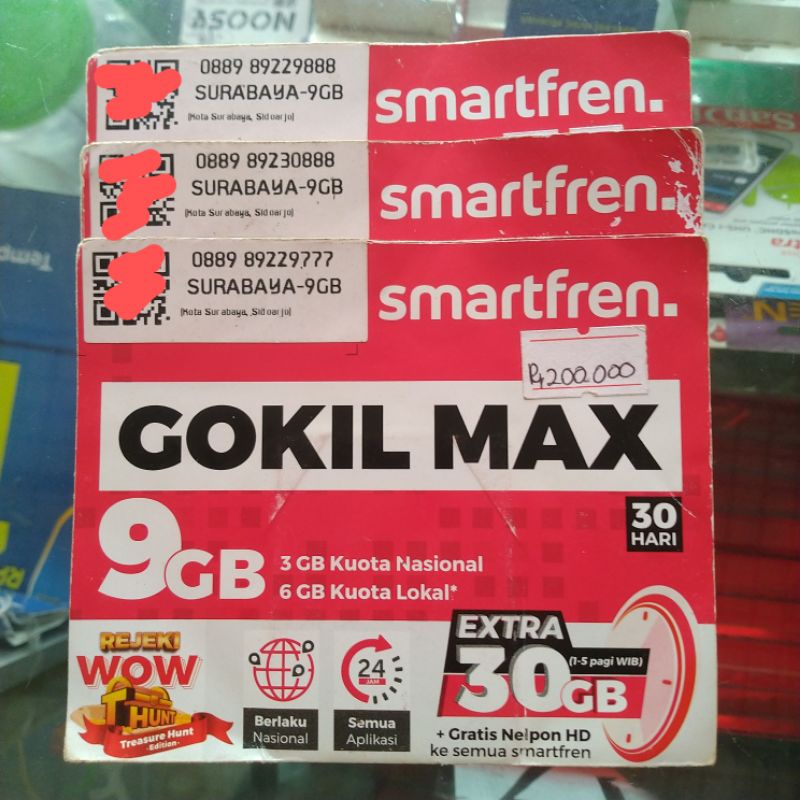 0889 89229888
SURABAYA-9GB
(Kota Surabaya, Sidoarjo)
smartfren.
0889 89230888
SURABAYA-9GB
(Kota Surabaya, Sidoarjo)
smartfren.
0889 89229777
SURABAYA-9GB
(Kota Surabaya, Sidoarjo)
smartfren.
Rp 200.000
GOKIL MAX
30
HARI
9GB
3 GB Kuota Nasional
6 GB Kuota Lokal*
REJEKI
WOW
THUNT
Treasure Hunt
-Edition-
Berlaku
Nasional
24
JAM
Semua
Aplikasi
EXTRA
30GB
(1-5 pagi WIB)
+ Gratis Nelpon HD
ke semua smartfren